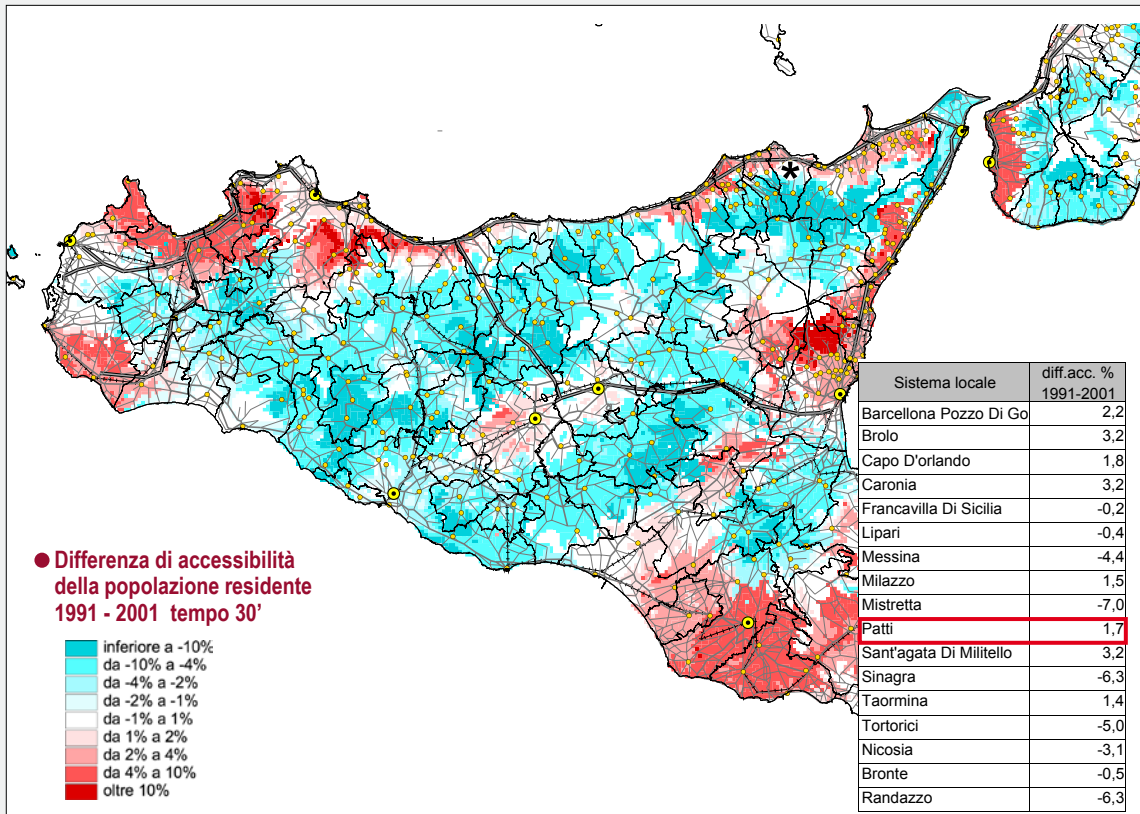 Differenza di accessibilità
della popolazione residente
1991 - 2001 tempo 30’
inferiore a -10%
da -10% a -4%
da -4% a -2%
da -2% a -1%
da -1% a 1%
da 1% a 2%
da 2% a 4%
da 4% a 10%
oltre 10%
Sistema locale diff.acc. % 1991-2001
Barcellona Pozzo Di Go 2,2
Brolo 3,2
Capo D'orlando 1,8
Caronia 3,2
Francavilla Di Sicilia -0,2
Lipari -0,4
Messina -4,4
Milazzo 1,5
Mistretta -7,0
Patti 1,7
Sant'agata Di Militello 3,2
Sinagra -6,3
Taormina 1,4
Tortorici -5,0
Nicosia -3,1
Bronte -0,5
Randazzo -6,3